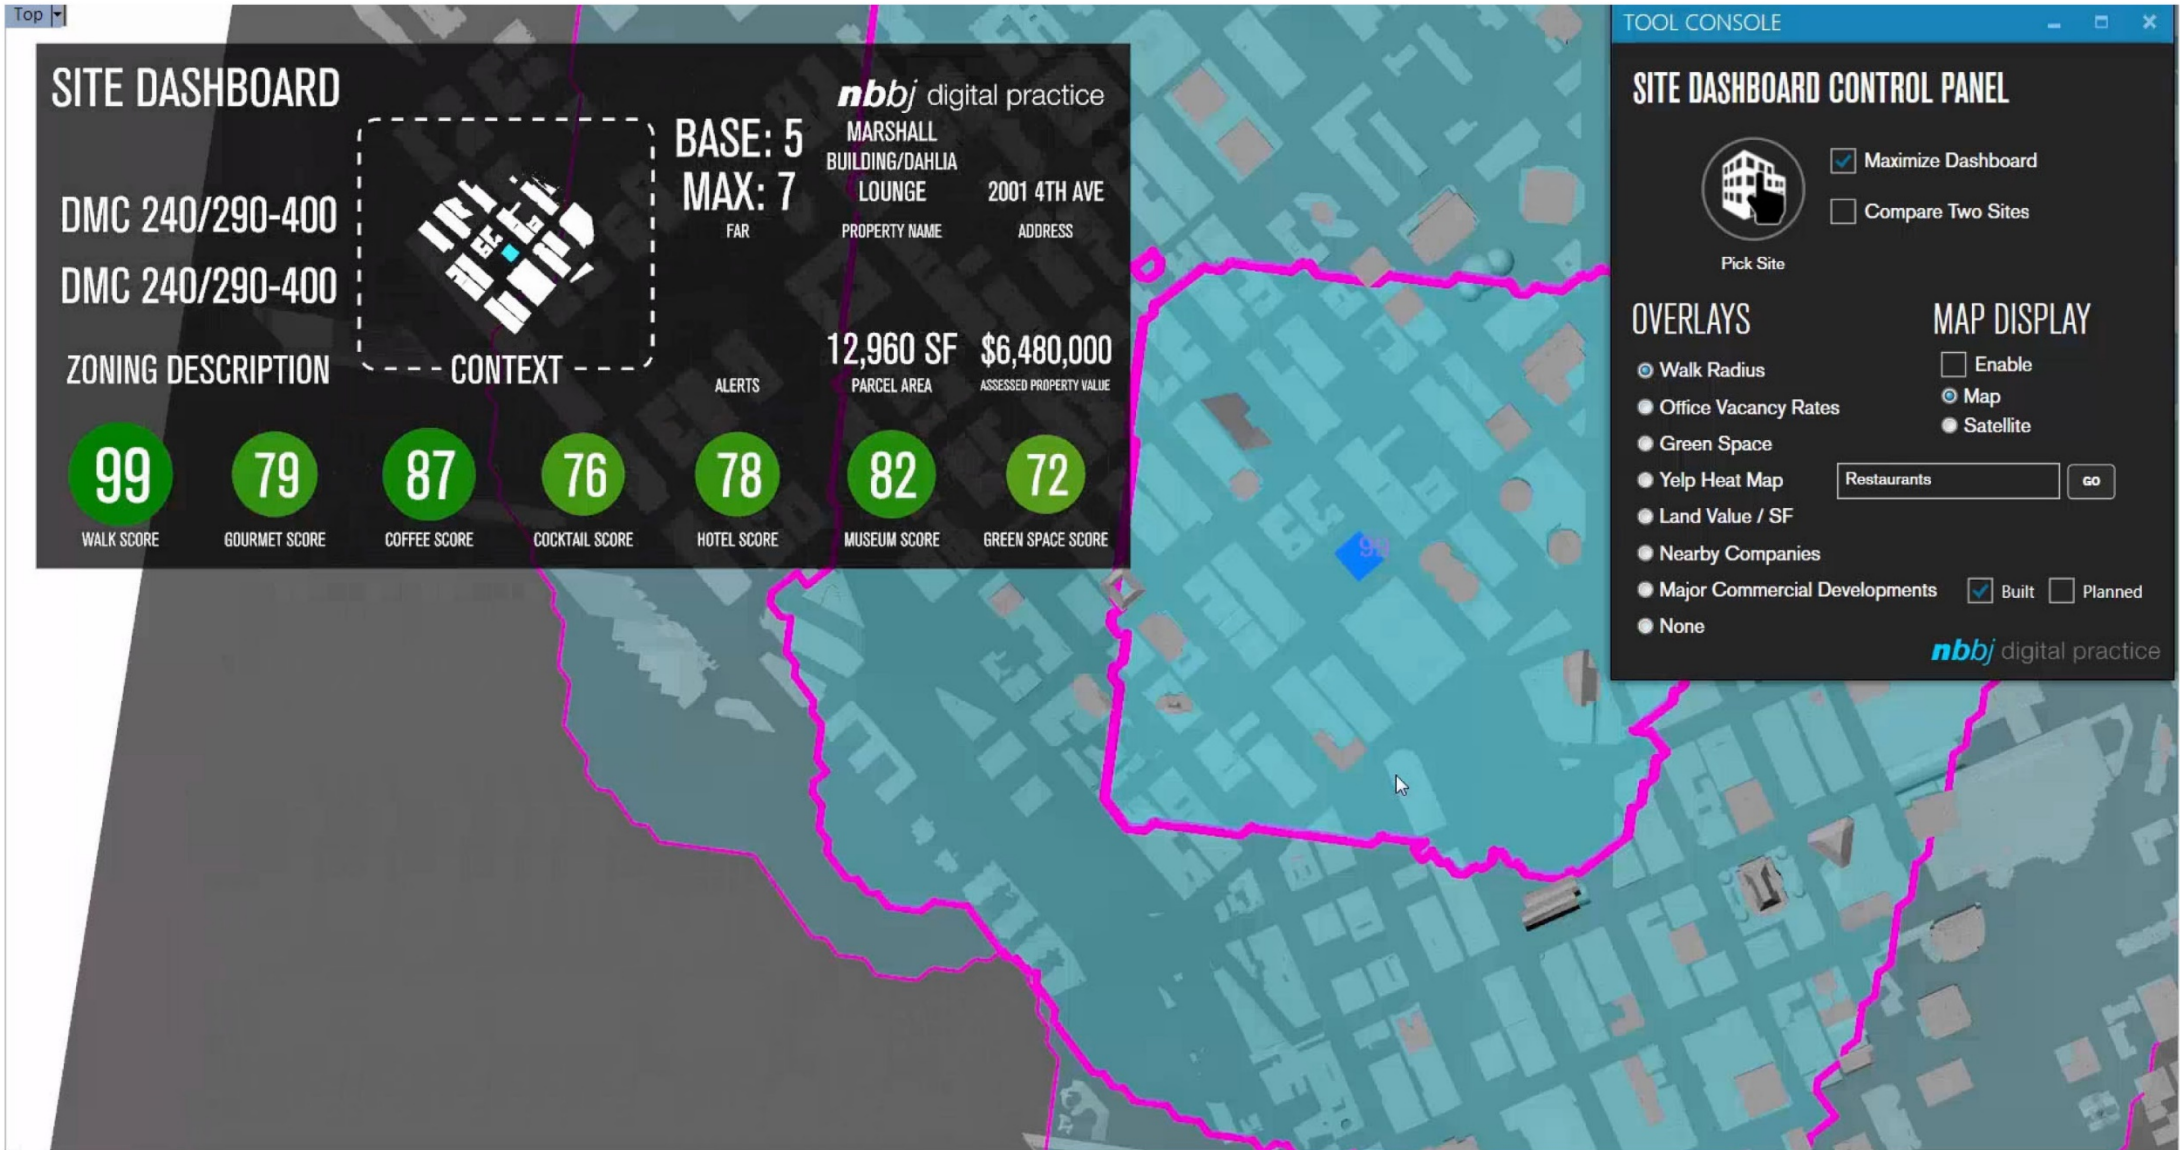 Top
SITE DASHBOARD
nbbj digital practice
DMC 240/290-400
DMC 240/290-400
ZONING DESCRIPTION
CONTEXT
BASE: 5
MAX: 7
FAR
MARSHALL
BUILDING/DAHLIA
LOUNGE
PROPERTY NAME
2001 4TH AVE
ADDRESS
ALERTS
12,960 SF
PARCEL AREA
$6,480,000
ASSESSED PROPERTY VALUE
99
WALK SCORE
79
GOURMET SCORE
87
COFFEE SCORE
76
COCKTAIL SCORE
78
HOTEL SCORE
82
MUSEUM SCORE
72
GREEN SPACE SCORE
99
TOOL CONSOLE
SITE DASHBOARD CONTROL PANEL
Pick Site
Maximize Dashboard
Compare Two Sites
OVERLAYS
Walk Radius
Office Vacancy Rates
Green Space
Yelp Heat Map
Land Value / SF
Nearby Companies
Major Commercial Developments
None
MAP DISPLAY
Enable
Map
Satellite
Restaurants
GO
Built
Planned
nbbj digital practice